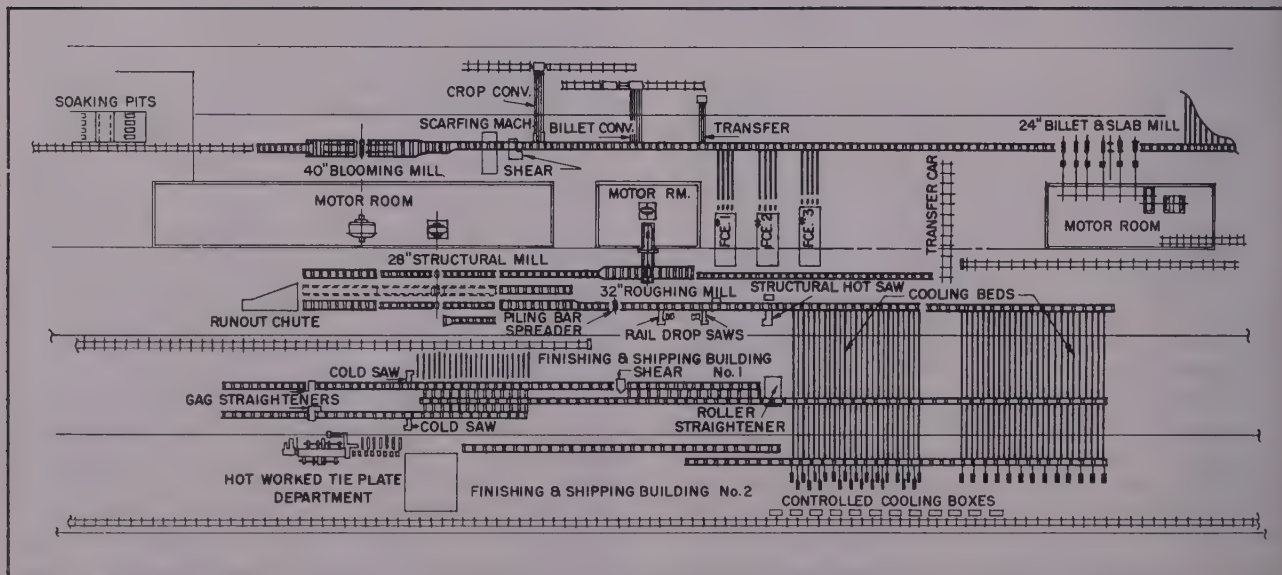 SOAKING PITS
CROP CONV.
SCARFING MACH.
BILLET CONV.
TRANSFER
24" BILLET & SLAB MILL
40" BLOOMING MILL
SHEAR
MOTOR ROOM
MOTOR RM.
FCE. #1
FCE. #2
FCE. #3
TRANSFER CAR
MOTOR ROOM
28" STRUCTURAL MILL
32" ROUGHING MILL
STRUCTURAL HOT SAW
COOLING BEDS
RUNOUT CHUTE
PILING BAR
SPREADER
RAIL DROP SAWS
FINISHING & SHIPPING BUILDING
No. 1
COLD SAW
SHEAR
GAG STRAIGHTENERS
ROLLER
STRAIGHTENER
COLD SAW
HOT WORKED TIE PLATE
DEPARTMENT
FINISHING & SHIPPING BUILDING No. 2
CONTROLLED COOLING BOXES